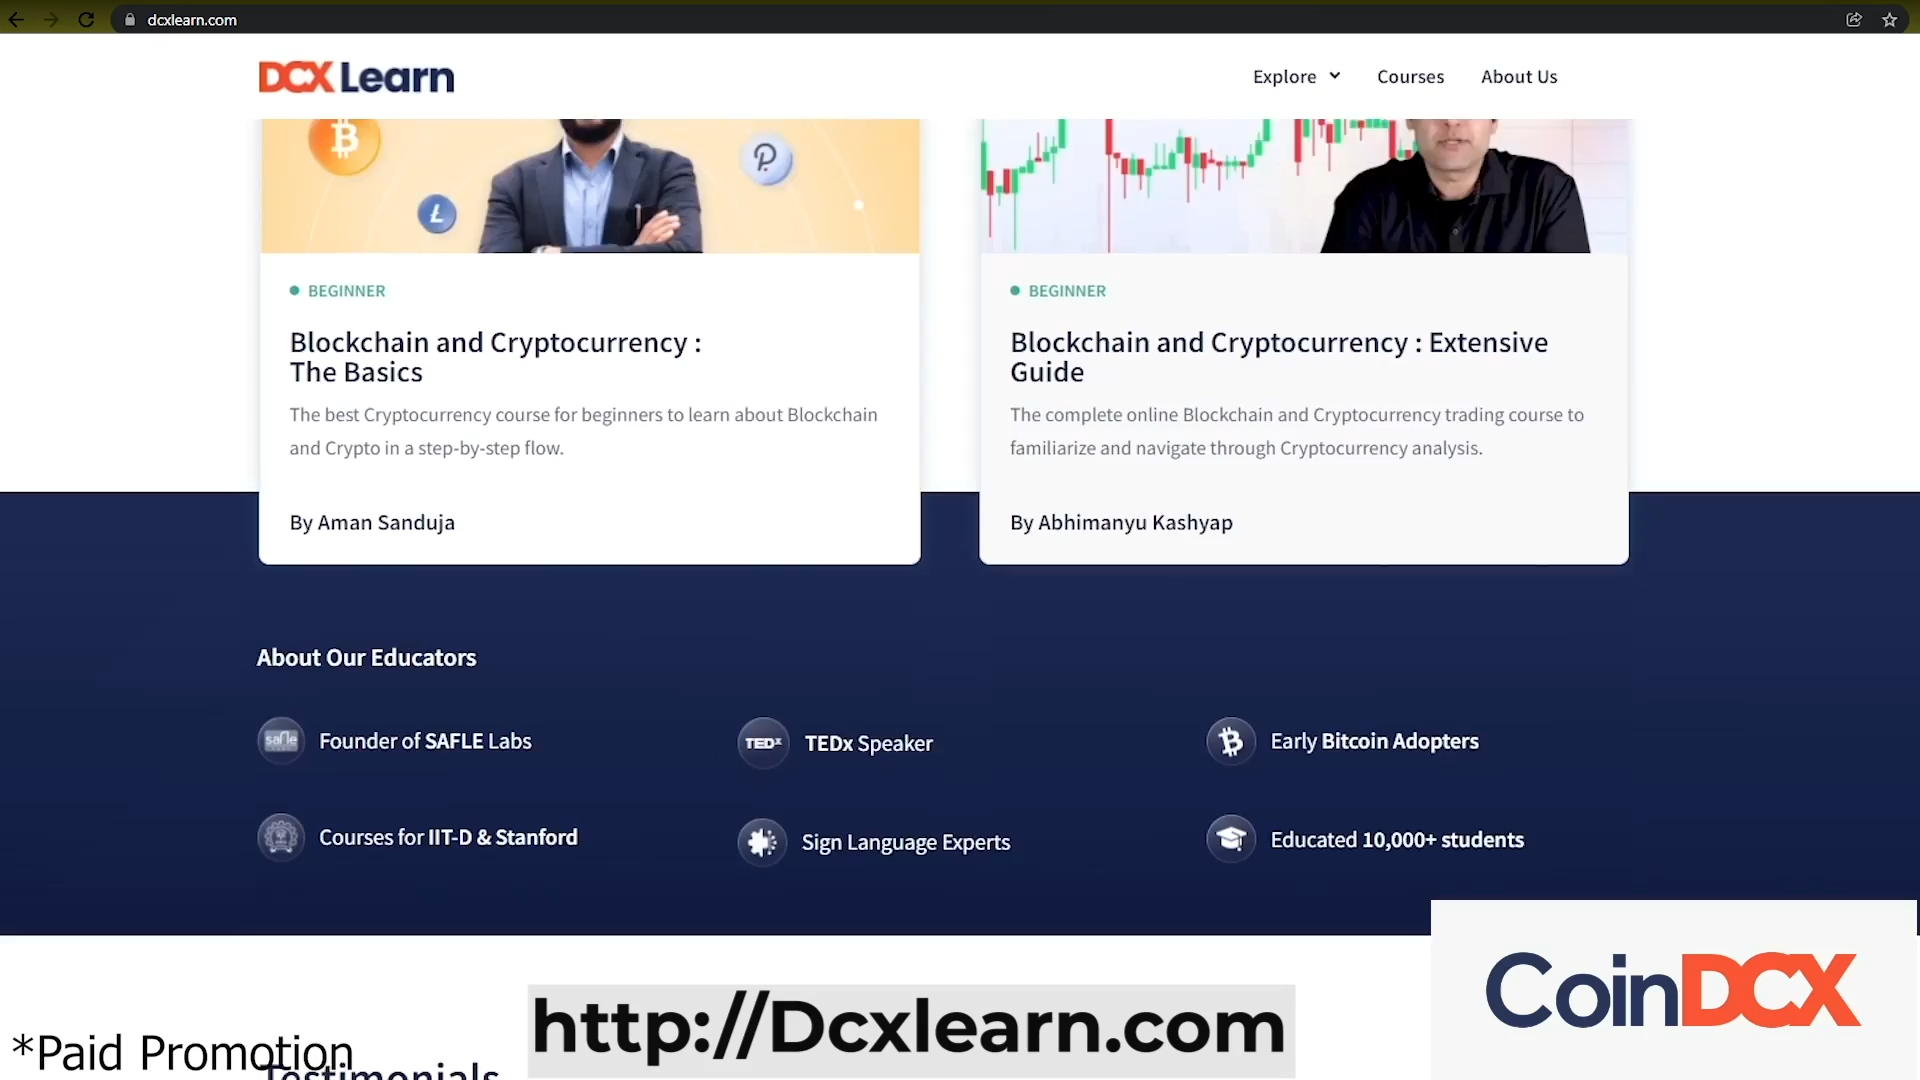 dcxlearn.com
DCX Learn
Explore
Courses
About Us
BEGINNER
Blockchain and Cryptocurrency :
The Basics
The best Cryptocurrency course for beginners to learn about Blockchain
and Crypto in a step-by-step flow.
By Aman Sanduja
BEGINNER
Blockchain and Cryptocurrency : Extensive
Guide
The complete online Blockchain and Cryptocurrency trading course to
familiarize and navigate through Cryptocurrency analysis.
By Abhimanyu Kashyap
About Our Educators
safle
Founder of SAFLE Labs
TEDx
TEDx Speaker
Early Bitcoin Adopters
Courses for IIT-D & Stanford
Sign Language Experts
Educated 10,000+ students
CoinDCX
http://Dcxlearn.com
*Paid Promotion
Testimonials